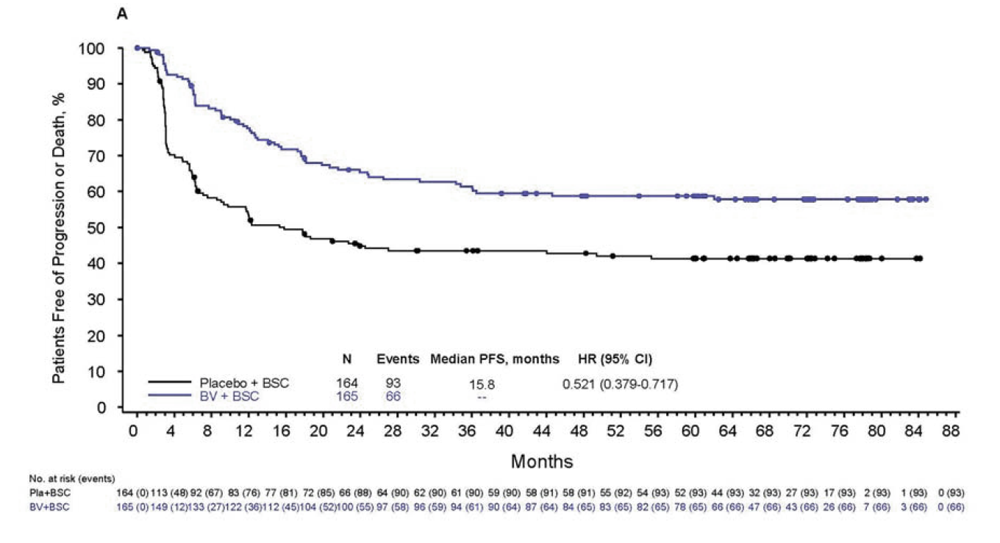 A
100
90
80
70
60
50
40
30
20
10
0
Patients Free of Progression or Death, %
N Events Median PFS, months HR (95% CI)
Placebo + BSC 164 93 15.8 0.521 (0.379-0.717)
BV + BSC 165 66 --
0 4 8 12 16 20 24 28 32 36 40 44 48 52 56 60 64 68 72 76 80 84 88
Months
No. at risk (events)
Pla+BSC 164 (0) 113 (48) 92 (67) 83 (76) 77 (81) 72 (85) 66 (88) 64 (90) 62 (90) 61 (90) 59 (90) 58 (91) 58 (91) 55 (92) 54 (93) 52 (93) 44 (93) 32 (93) 27 (93) 17 (93) 2 (93) 1 (93) 0 (93)
BV+BSC 165 (0) 149 (12)133 (27)122 (36)112 (45)104 (52)100 (55) 97 (58) 96 (59) 94 (61) 90 (64) 87 (64) 84 (65) 83 (65) 82 (65) 78 (65) 66 (66) 47 (66) 43 (66) 26 (66) 7 (66) 3 (66) 0 (66)